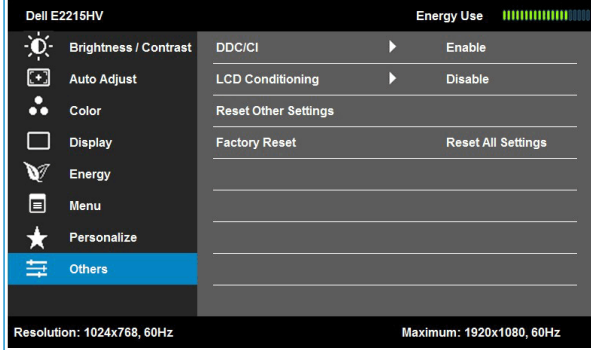 Dell E2215HV Energy Use
Brightness / Contrast DDC/CI Enable
Auto Adjust LCD Conditioning Disable
Color Reset Other Settings
Display Factory Reset Reset All Settings
Energy
Menu
Personalize
Others
Resolution: 1024x768, 60Hz Maximum: 1920x1080, 60Hz